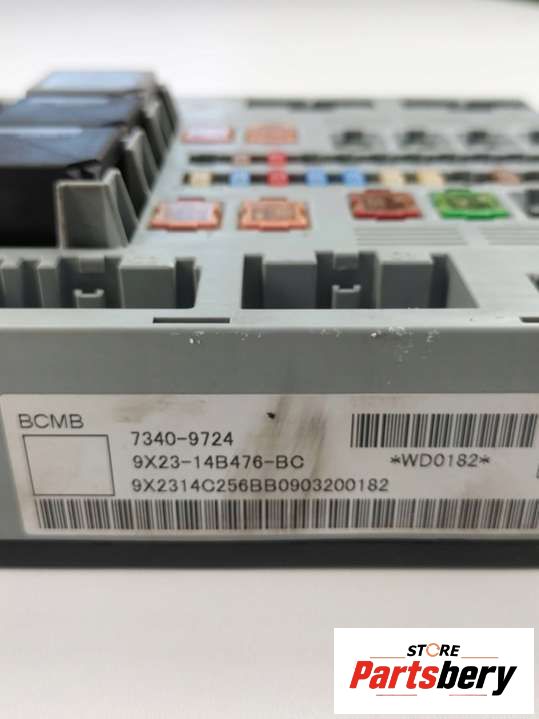 BCMB
7340-9724
9X23-14B476-BC
*WD0182*
9X2314C256BB0903200182
STORE
Partsbery